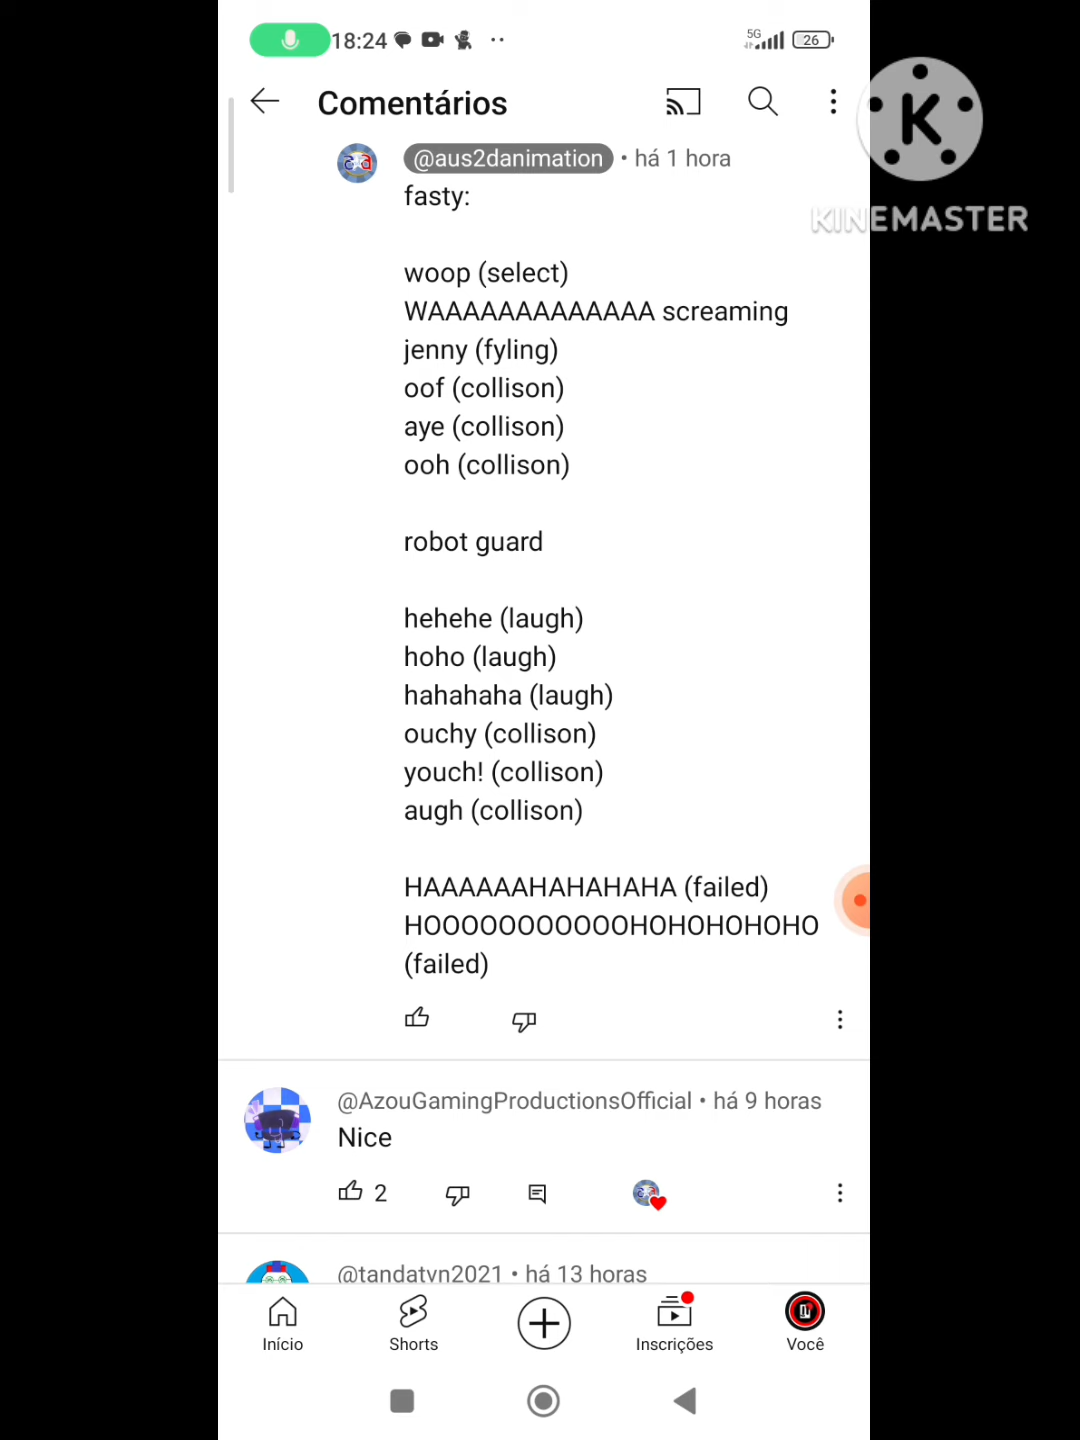 18:24
5G
26
Comentários
K
KINEMASTER
@aus2danimation • há 1 hora
fasty:
woop (select)
WAAAAAAAAAAAAA screaming
jenny (fyling)
oof (collison)
aye (collison)
ooh (collison)
robot guard
hehehe (laugh)
hoho (laugh)
hahahaha (laugh)
ouchy (collison)
youch! (collison)
augh (collison)
HAAAAAAHAHAHAHA (failed)
HOOOOOOOOOOOHOHOHOHOHO
(failed)
@AzouGamingProductionsOfficial • há 9 horas
Nice
2
@tandatvn2021 • há 13 horas
Início
Shorts
Inscrições
Você